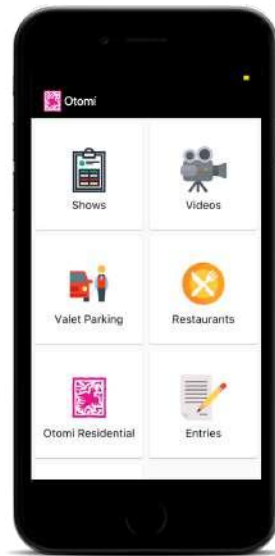 Otomi
Shows
Videos
Valet Parking
Restaurants
Otomi Residential
Entries